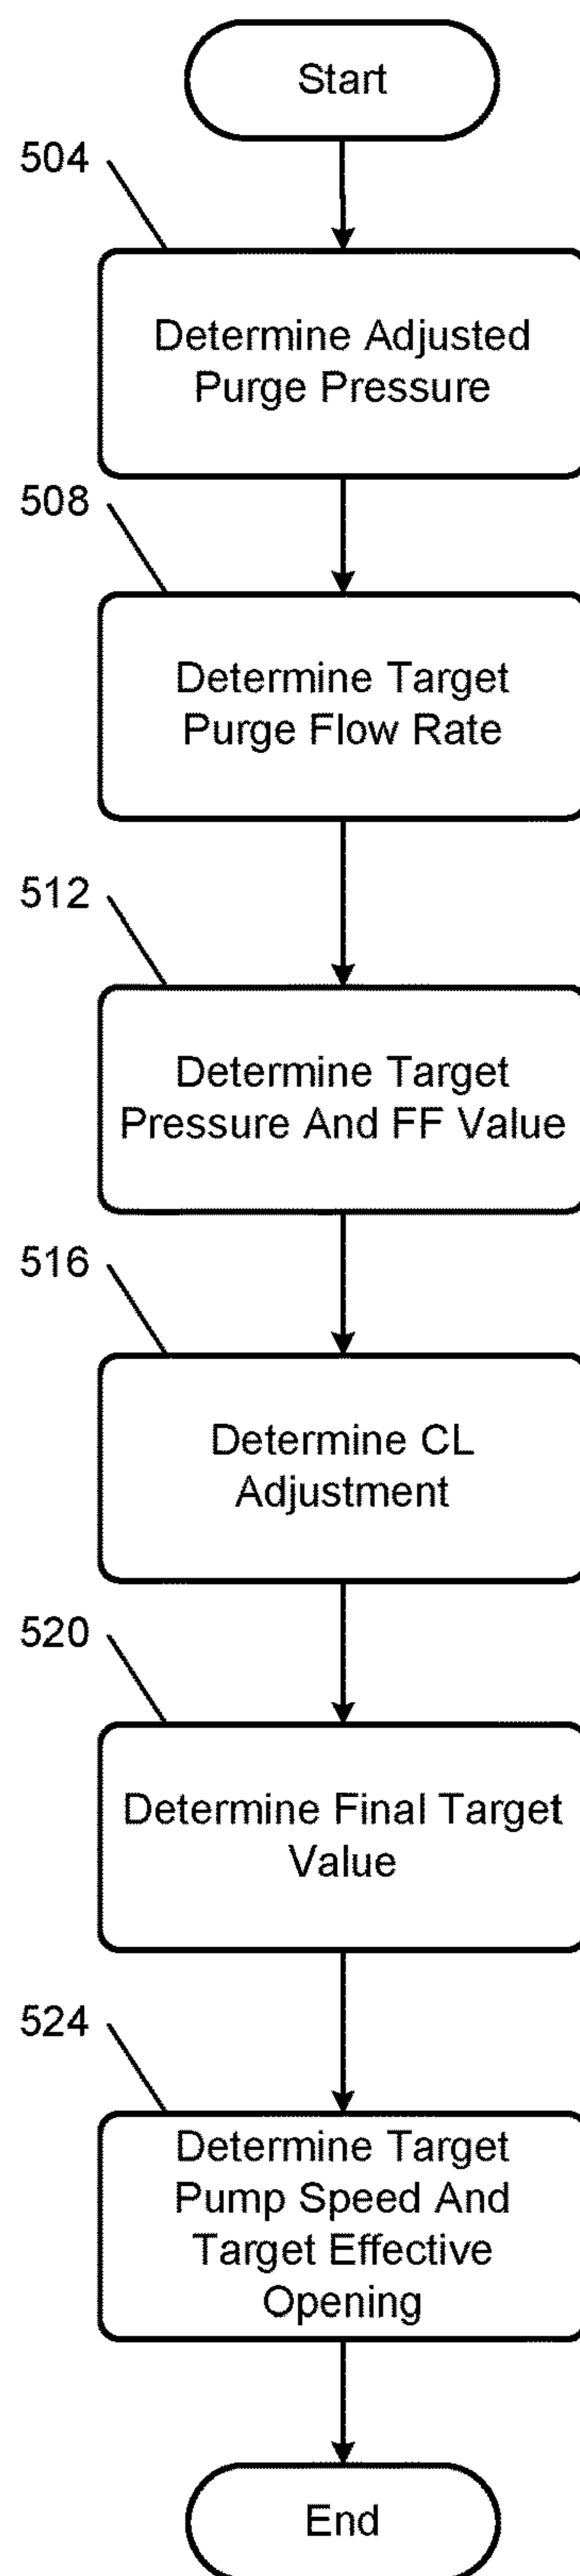 Start
504
Determine Adjusted
Purge Pressure
508
Determine Target
Purge Flow Rate
512
Determine Target
Pressure And FF Value
516
Determine CL
Adjustment
520
Determine Final Target
Value
524
Determine Target
Pump Speed And
Target Effective
Opening
End